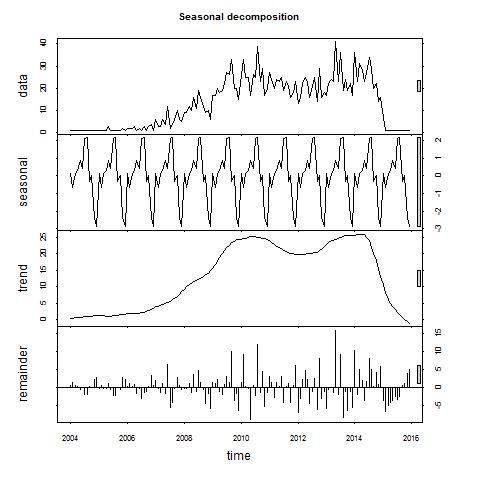 Seasonal decomposition
data
0 10 20 30 40
seasonal
-3 -2 -1 0 1 2
trend
0 5 10 15 20 25
remainder
-5 0 5 10 15
2004 2006 2008 2010 2012 2014 2016
time